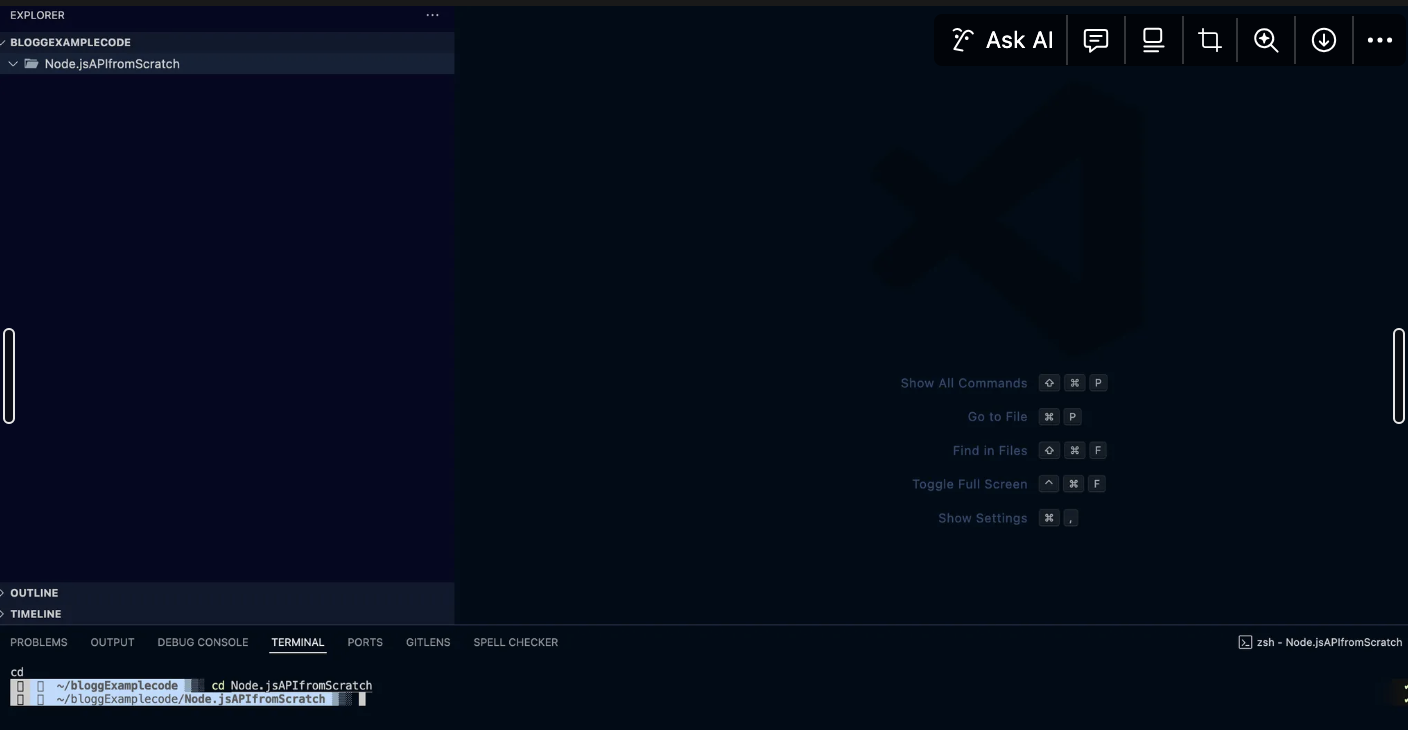 EXPLORER ...
Ask AI
BLOGGEXAMPLECODE
Node.jsAPIfromScratch
Show All Commands ⇧ ⌘ P
Go to File ⌘ P
Find in Files ⇧ ⌘ F
Toggle Full Screen ^ ⌘ F
Show Settings ⌘ ,
OUTLINE
TIMELINE
PROBLEMS OUTPUT DEBUG CONSOLE TERMINAL PORTS GITLENS SPELL CHECKER zsh - Node.jsAPIfromScratch
cd
~/bloggExamplecode cd Node.jsAPIfromScratch
~/bloggExamplecode/Node.jsAPIfromScratch